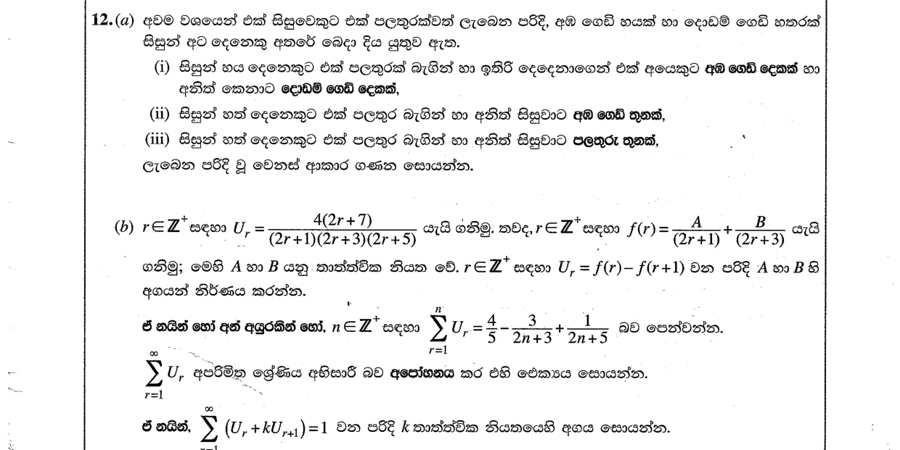 12.(a) අවම වශයෙන් එක් සිසුවෙකුට එක් පලතුරක්වත් ලැබෙන පරිදි, අඹ ගෙඩි හයක් හා දොඩම් ගෙඩි හතරක්
සිසුන් අට දෙනෙකු අතරේ බෙදා දිය යුතුව ඇත.
(i) සිසුන් හය දෙනෙකුට එක් පලතුරක් බැගින් හා ඉතිරි දෙදෙනාගෙන් එක් අයෙකුට අඹ ගෙඩි දෙකක් හා
අනිත් කෙනාට දොඩම් ගෙඩි දෙකක්,
(ii) සිසුන් හත් දෙනෙකුට එක් පලතුර බැගින් හා අනිත් සිසුවාට අඹ ගෙඩි තුනක්,
(iii) සිසුන් හත් දෙනෙකුට එක් පලතුර බැගින් හා අනිත් සිසුවාට පලතුරු තුනක්,
ලැබෙන පරිදි වූ වෙනස් ආකාර ගණන සොයන්න.
(b) r∈ℤ⁺ සඳහා U_r = 4(2r+7)/((2r+1)(2r+3)(2r+5)) යැයි ගනිමු. තවද, r∈ℤ⁺ සඳහා f(r) = A/(2r+1) + B/(2r+3) යැයි
ගනිමු; මෙහි A හා B යනු තාත්ත්වික නියත වේ. r∈ℤ⁺ සඳහා U_r = f(r) − f(r+1) වන පරිදි A හා B හි
අගයන් නිර්ණය කරන්න.
ඒ නයින් හෝ අන් අයුරකින් හෝ, n∈ℤ⁺ සඳහා ∑_{r=1}^{n} U_r = 4/5 − 3/(2n+3) + 1/(2n+5) බව පෙන්වන්න.
∑_{r=1}^{∞} U_r අපරිමිත ශ්‍රේණිය අභිසාරී බව අපෝහනය කර එහි ඓක්‍යය සොයන්න.
ඒ නයින්, ∑_{r=1}^{∞} (U_r + kU_{r+1}) = 1 වන පරිදි k තාත්ත්වික නියතයෙහි අගය සොයන්න.